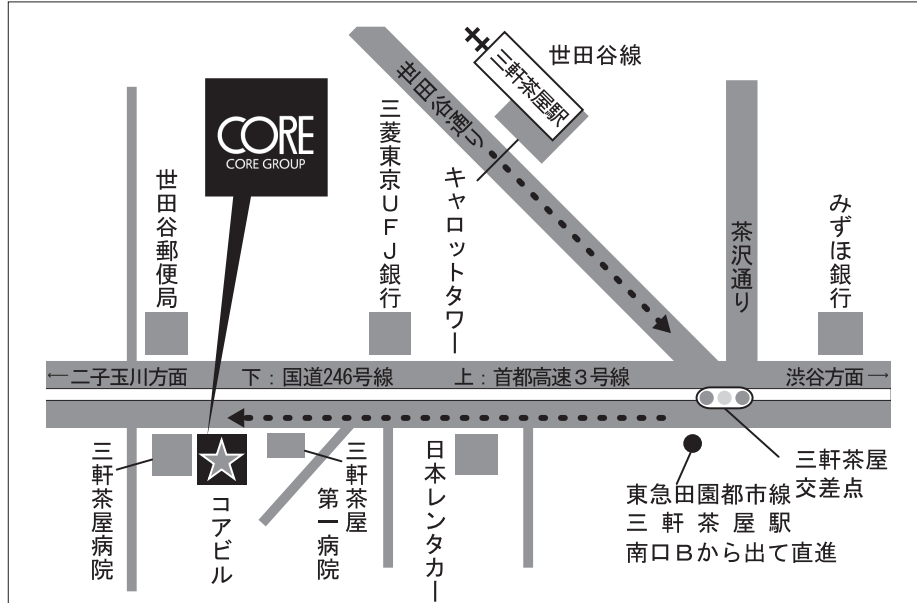 世田谷線
三軒茶屋駅
世田谷通り
CORE
CORE GROUP
世田谷郵便局
三菱東京UFJ銀行
キャロットタワー
茶沢通り
みずほ銀行
←二子玉川方面
下：国道246号線
上：首都高速3号線
渋谷方面→
三軒茶屋病院
コアビル
三軒茶屋
第一病院
日本レンタカー
三軒茶屋
交差点
東急田園都市線
三軒茶屋駅
南口Bから出て直進